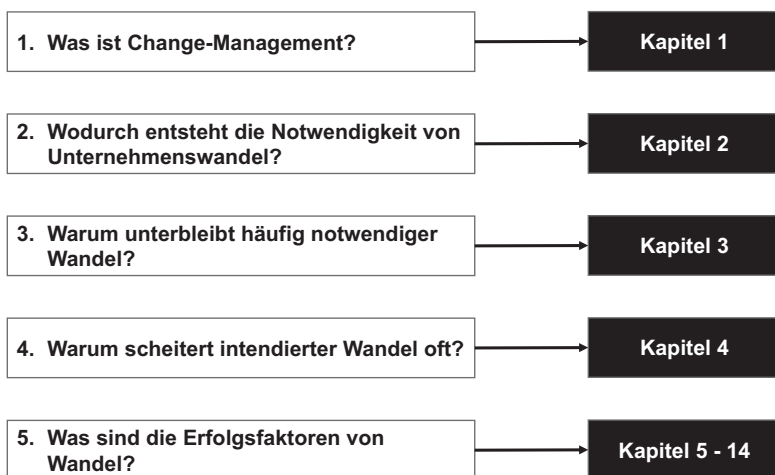 1. Was ist Change-Management?
Kapitel 1
2. Wodurch entsteht die Notwendigkeit von
Unternehmenswandel?
Kapitel 2
3. Warum unterbleibt häufig notwendiger
Wandel?
Kapitel 3
4. Warum scheitert intendierter Wandel oft?
Kapitel 4
5. Was sind die Erfolgsfaktoren von
Wandel?
Kapitel 5 - 14